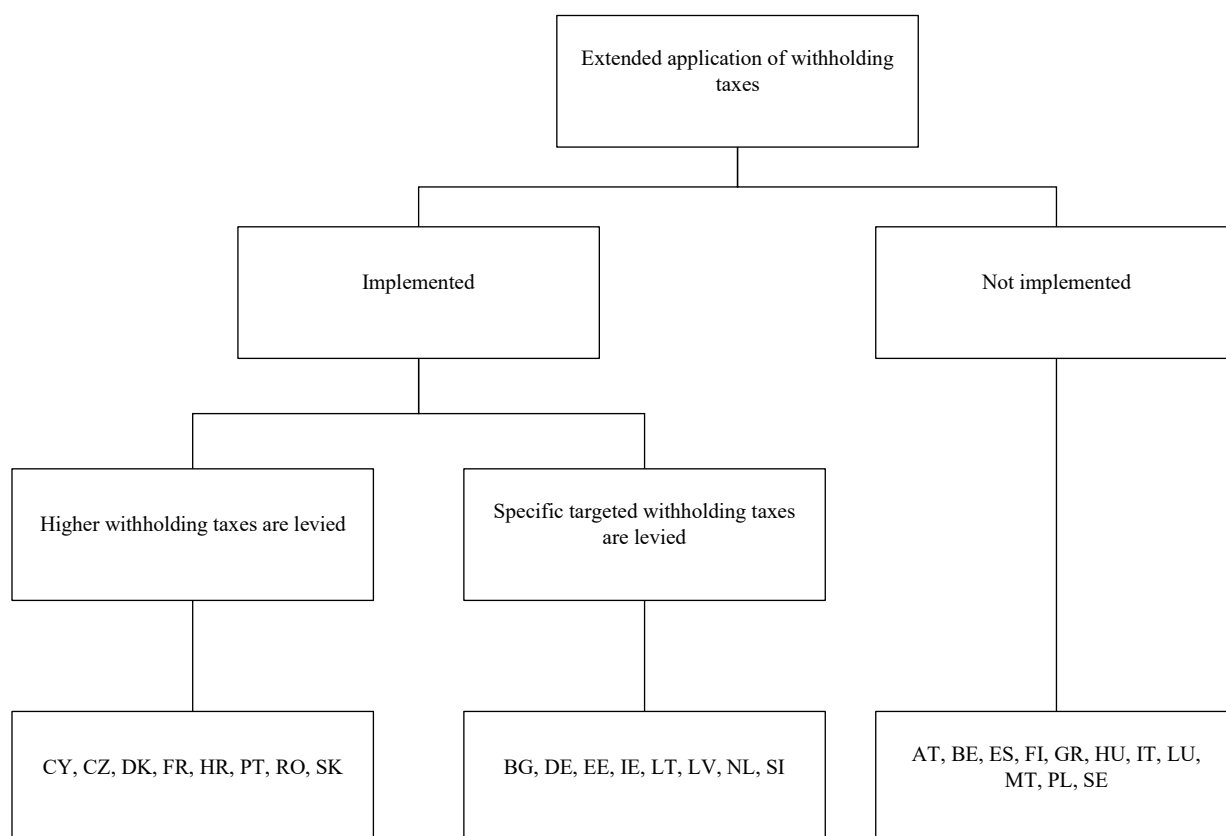 Extended application of withholding
taxes
Implemented
Not implemented
Higher withholding taxes are levied
Specific targeted withholding taxes
are levied
CY, CZ, DK, FR, HR, PT, RO, SK
BG, DE, EE, IE, LT, LV, NL, SI
AT, BE, ES, FI, GR, HU, IT, LU,
MT, PL, SE